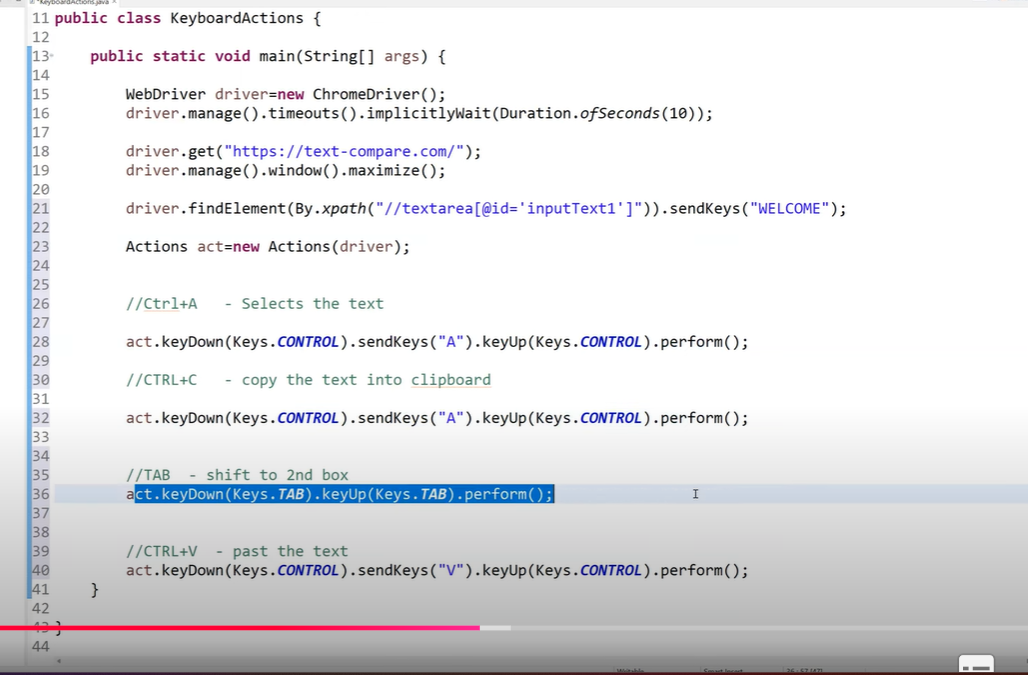 *KeyboardActions.java
11 public class KeyboardActions {
12
13 public static void main(String[] args) {
14
15 WebDriver driver=new ChromeDriver();
16 driver.manage().timeouts().implicitlyWait(Duration.ofSeconds(10));
17
18 driver.get("https://text-compare.com/");
19 driver.manage().window().maximize();
20
21 driver.findElement(By.xpath("//textarea[@id='inputText1']")).sendKeys("WELCOME");
22
23 Actions act=new Actions(driver);
24
25
26 //Ctrl+A - Selects the text
27
28 act.keyDown(Keys.CONTROL).sendKeys("A").keyUp(Keys.CONTROL).perform();
29
30 //CTRL+C - copy the text into clipboard
31
32 act.keyDown(Keys.CONTROL).sendKeys("A").keyUp(Keys.CONTROL).perform();
33
34
35 //TAB - shift to 2nd box
36 act.keyDown(Keys.TAB).keyUp(Keys.TAB).perform();
37
38
39 //CTRL+V - past the text
40 act.keyDown(Keys.CONTROL).sendKeys("V").keyUp(Keys.CONTROL).perform();
41 }
42
43 }
44